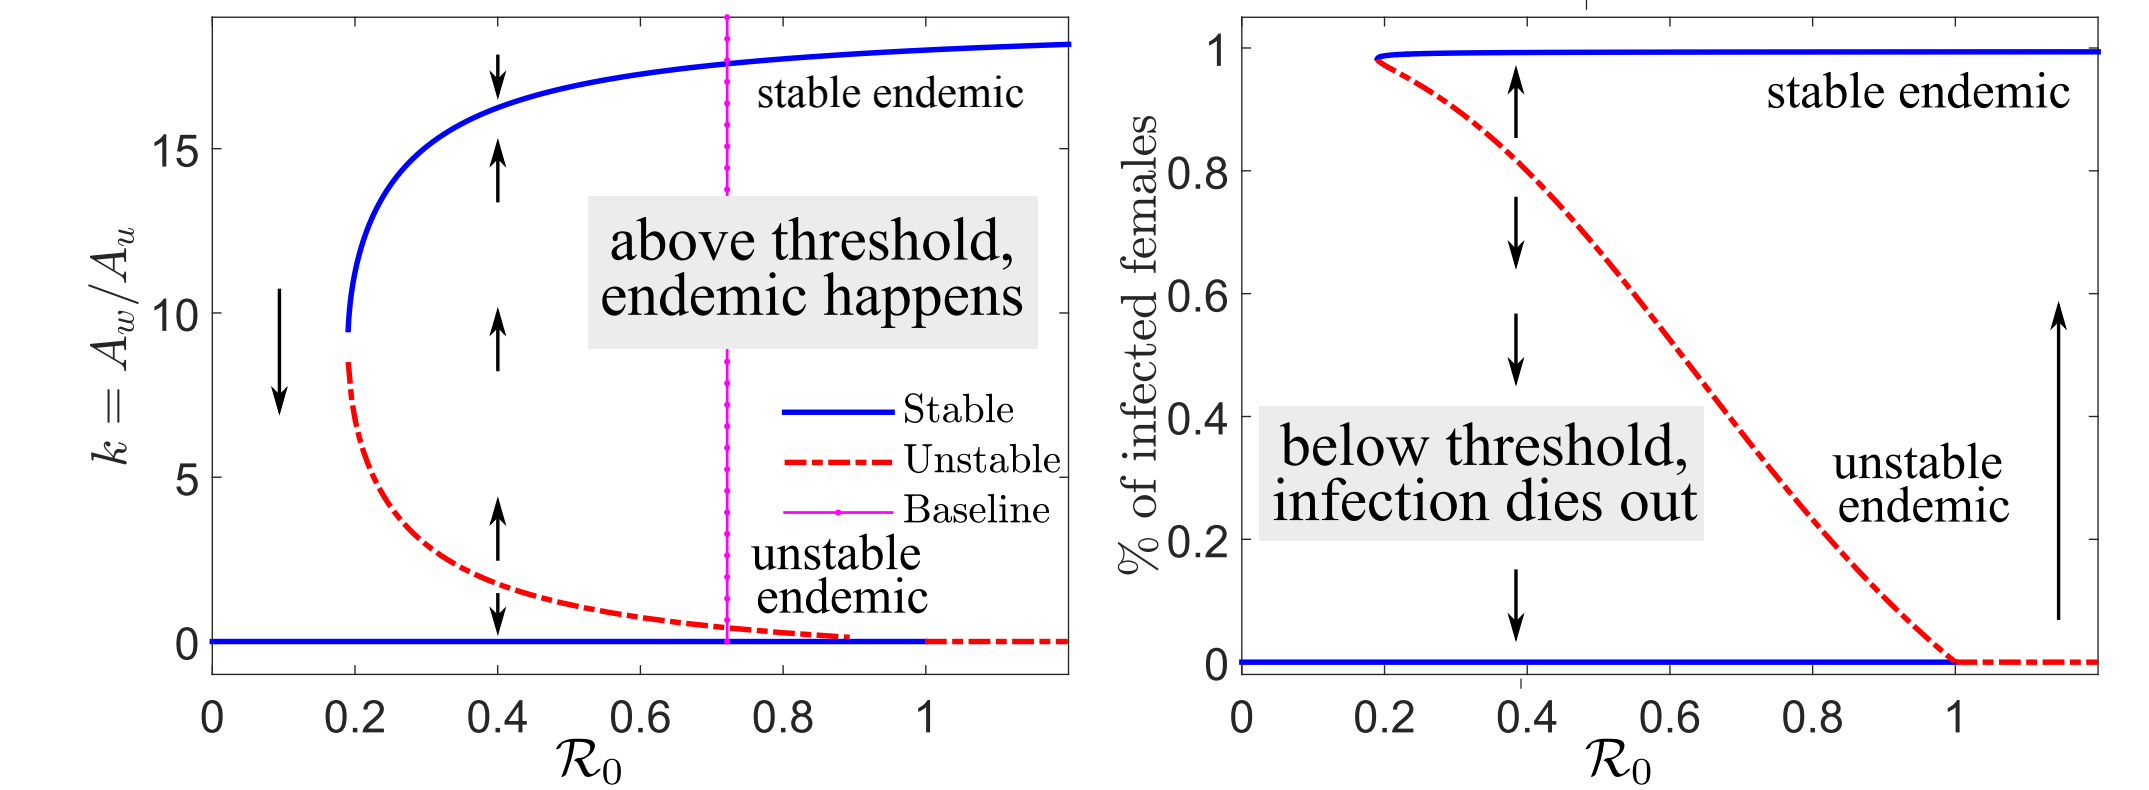 k = A_w/A_u
15
10
5
0
stable endemic
above threshold,
endemic happens
Stable
Unstable
Baseline
unstable
endemic
0
0.2
0.4
0.6
0.8
1
ℛ₀
% of infected females
1
0.8
0.6
0.4
0.2
0
stable endemic
below threshold,
infection dies out
unstable
endemic
0
0.2
0.4
0.6
0.8
1
ℛ₀